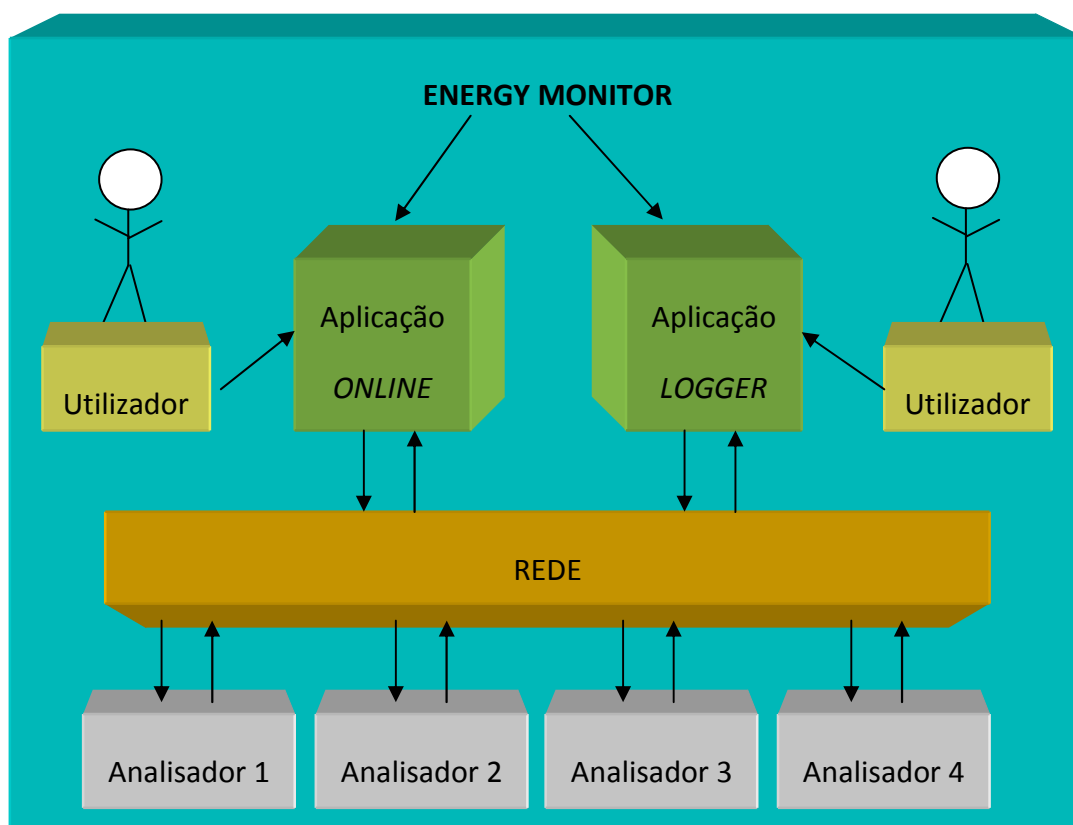 ENERGY MONITOR
Aplicação
ONLINE
Aplicação
LOGGER
Utilizador
Utilizador
REDE
Analisador 1
Analisador 2
Analisador 3
Analisador 4